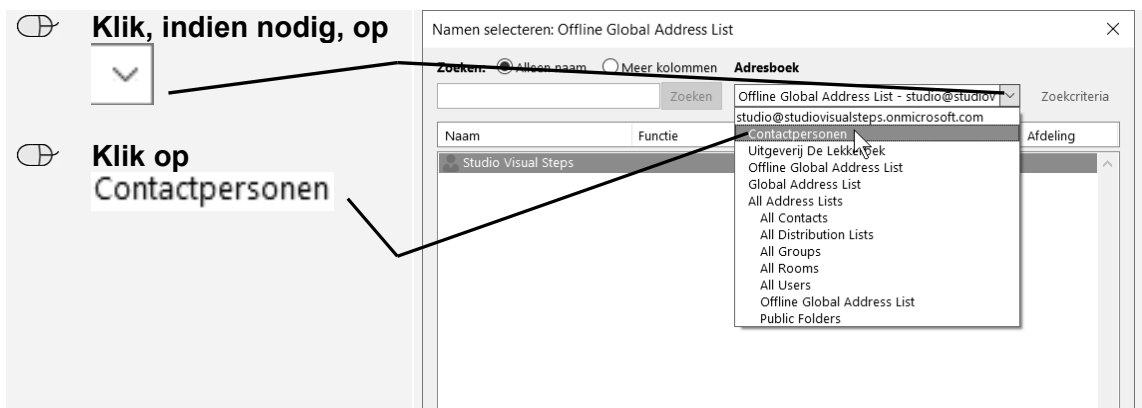 Klik, indien nodig, op
Klik op
Contactpersonen
Namen selecteren: Offline Global Address List
Zoeken: Alleen naam Meer kolommen Adresboek
Zoeken Offline Global Address List - studio@studiov Zoekcriteria
studio@studiovisualsteps.onmicrosoft.com
Naam Functie Afdeling
Contactpersonen
Studio Visual Steps
Uitgeverij De
Offline Global Address List
Global Address List
All Address Lists
All Contacts
All Distribution Lists
All Groups
All Rooms
All Users
Offline Global Address List
Public Folders